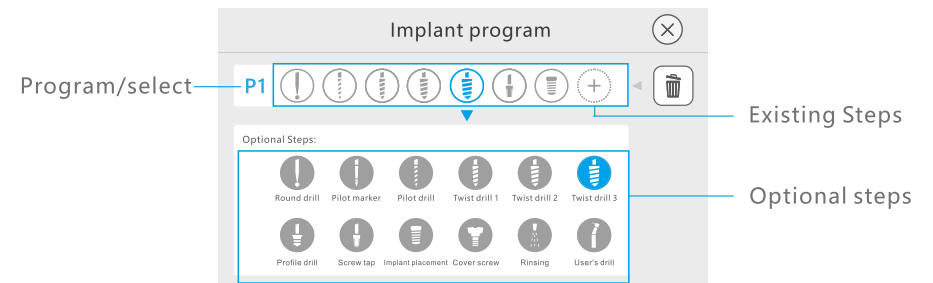 Implant program
Program/select
P1
Existing Steps
Optional Steps:
Round drill Pilot marker Pilot drill Twist drill 1 Twist drill 2 Twist drill 3
Optional steps
Profile drill Screw tap Implant placement Cover screw Rinsing User's drill